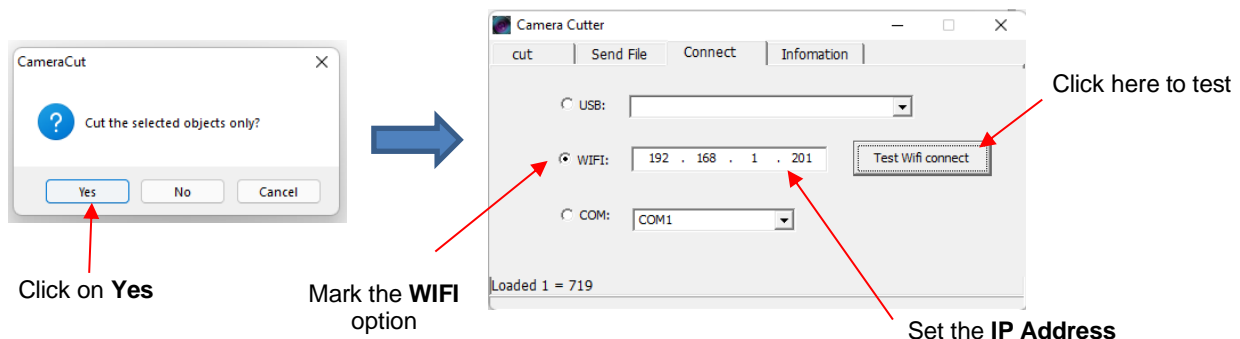 CameraCut
Cut the selected objects only?
Yes No Cancel
Click on Yes
Camera Cutter
cut Send File Connect Infomation
USB:
WIFI: 192 . 168 . 1 . 201 Test Wifi connect
COM: COM1
Loaded 1 = 719
Click here to test
Mark the WIFI
option
Set the IP Address